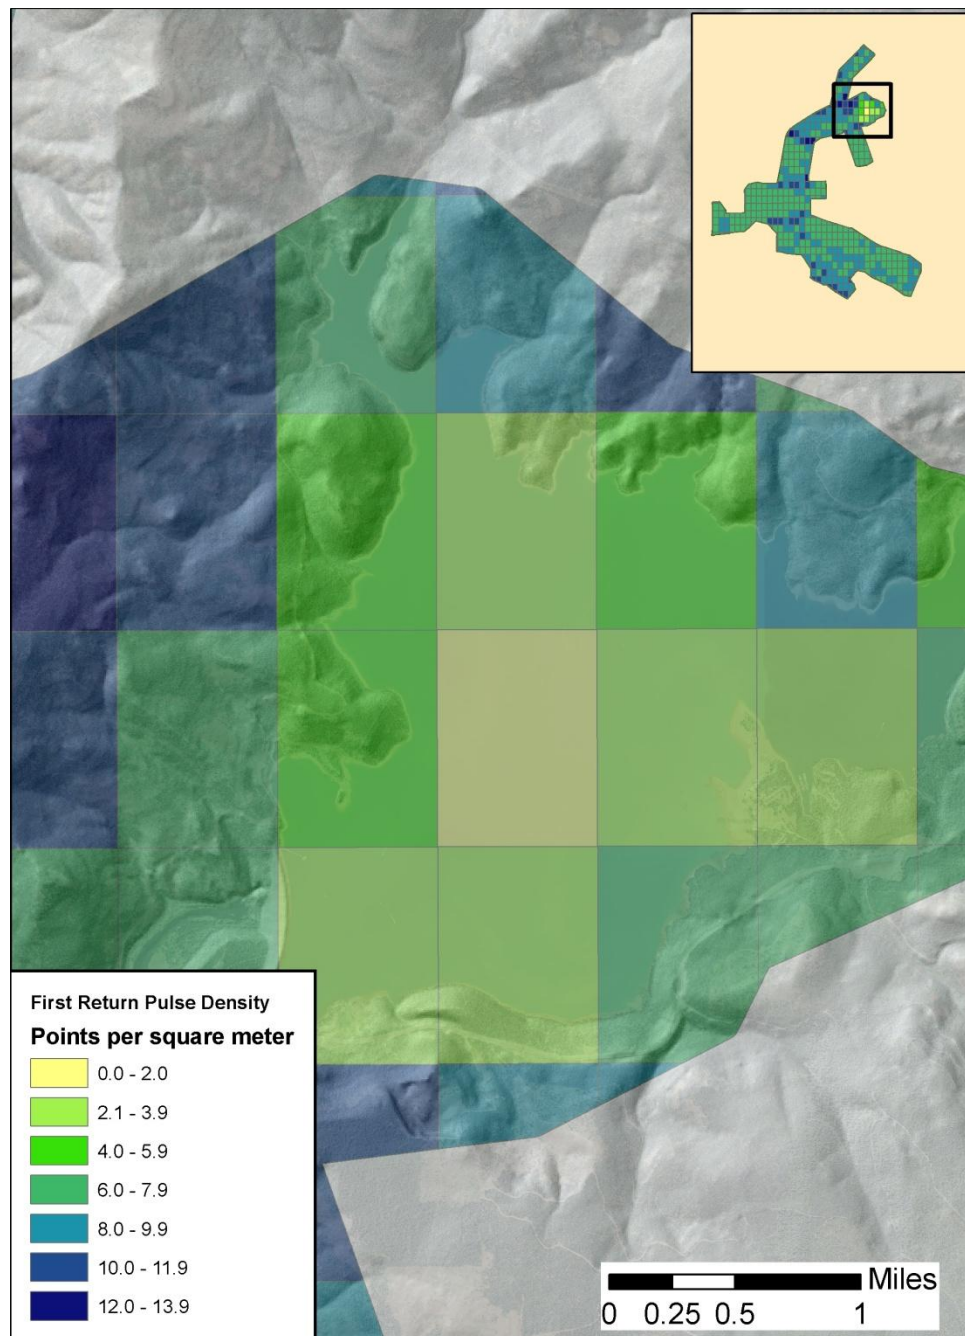 First Return Pulse Density
Points per square meter
0.0 - 2.0
2.1 - 3.9
4.0 - 5.9
6.0 - 7.9
8.0 - 9.9
10.0 - 11.9
12.0 - 13.9
Miles
0 0.25 0.5 1